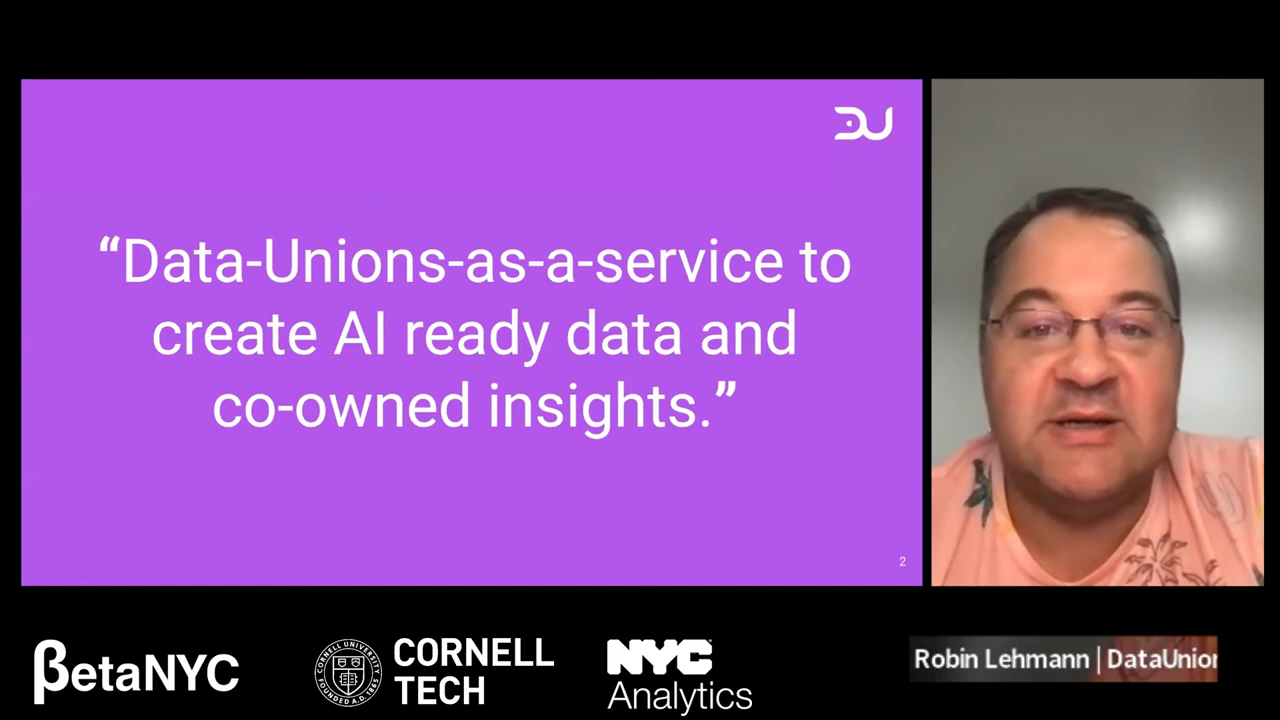 DU
“Data-Unions-as-a-service to
create AI ready data and
co-owned insights.”
2
βetaNYC
CORNELL
TECH
NYC
Analytics
Robin Lehmann | DataUnion